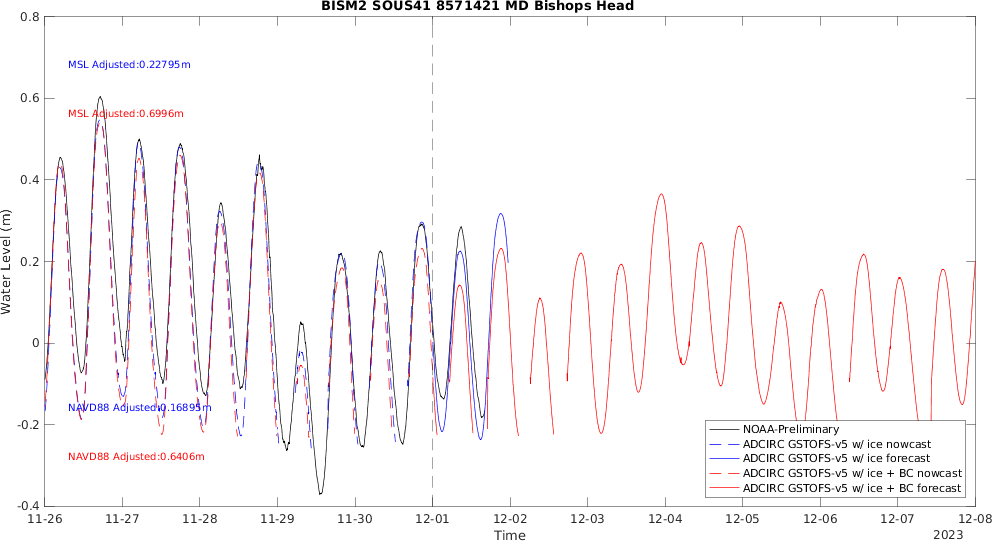 BISM2 SOUS41 8571421 MD Bishops Head
0.8
0.6
0.4
0.2
0
-0.2
-0.4
Water Level (m)
MSL Adjusted:0.22795m
MSL Adjusted:0.6996m
NAVD88 Adjusted:0.16895m
NAVD88 Adjusted:0.6406m
NOAA-Preliminary
ADCIRC GSTOFS-v5 w/ ice nowcast
ADCIRC GSTOFS-v5 w/ ice forecast
ADCIRC GSTOFS-v5 w/ ice + BC nowcast
ADCIRC GSTOFS-v5 w/ ice + BC forecast
11-26 11-27 11-28 11-29 11-30 12-01 12-02 12-03 12-04 12-05 12-06 12-07 12-08
Time
2023